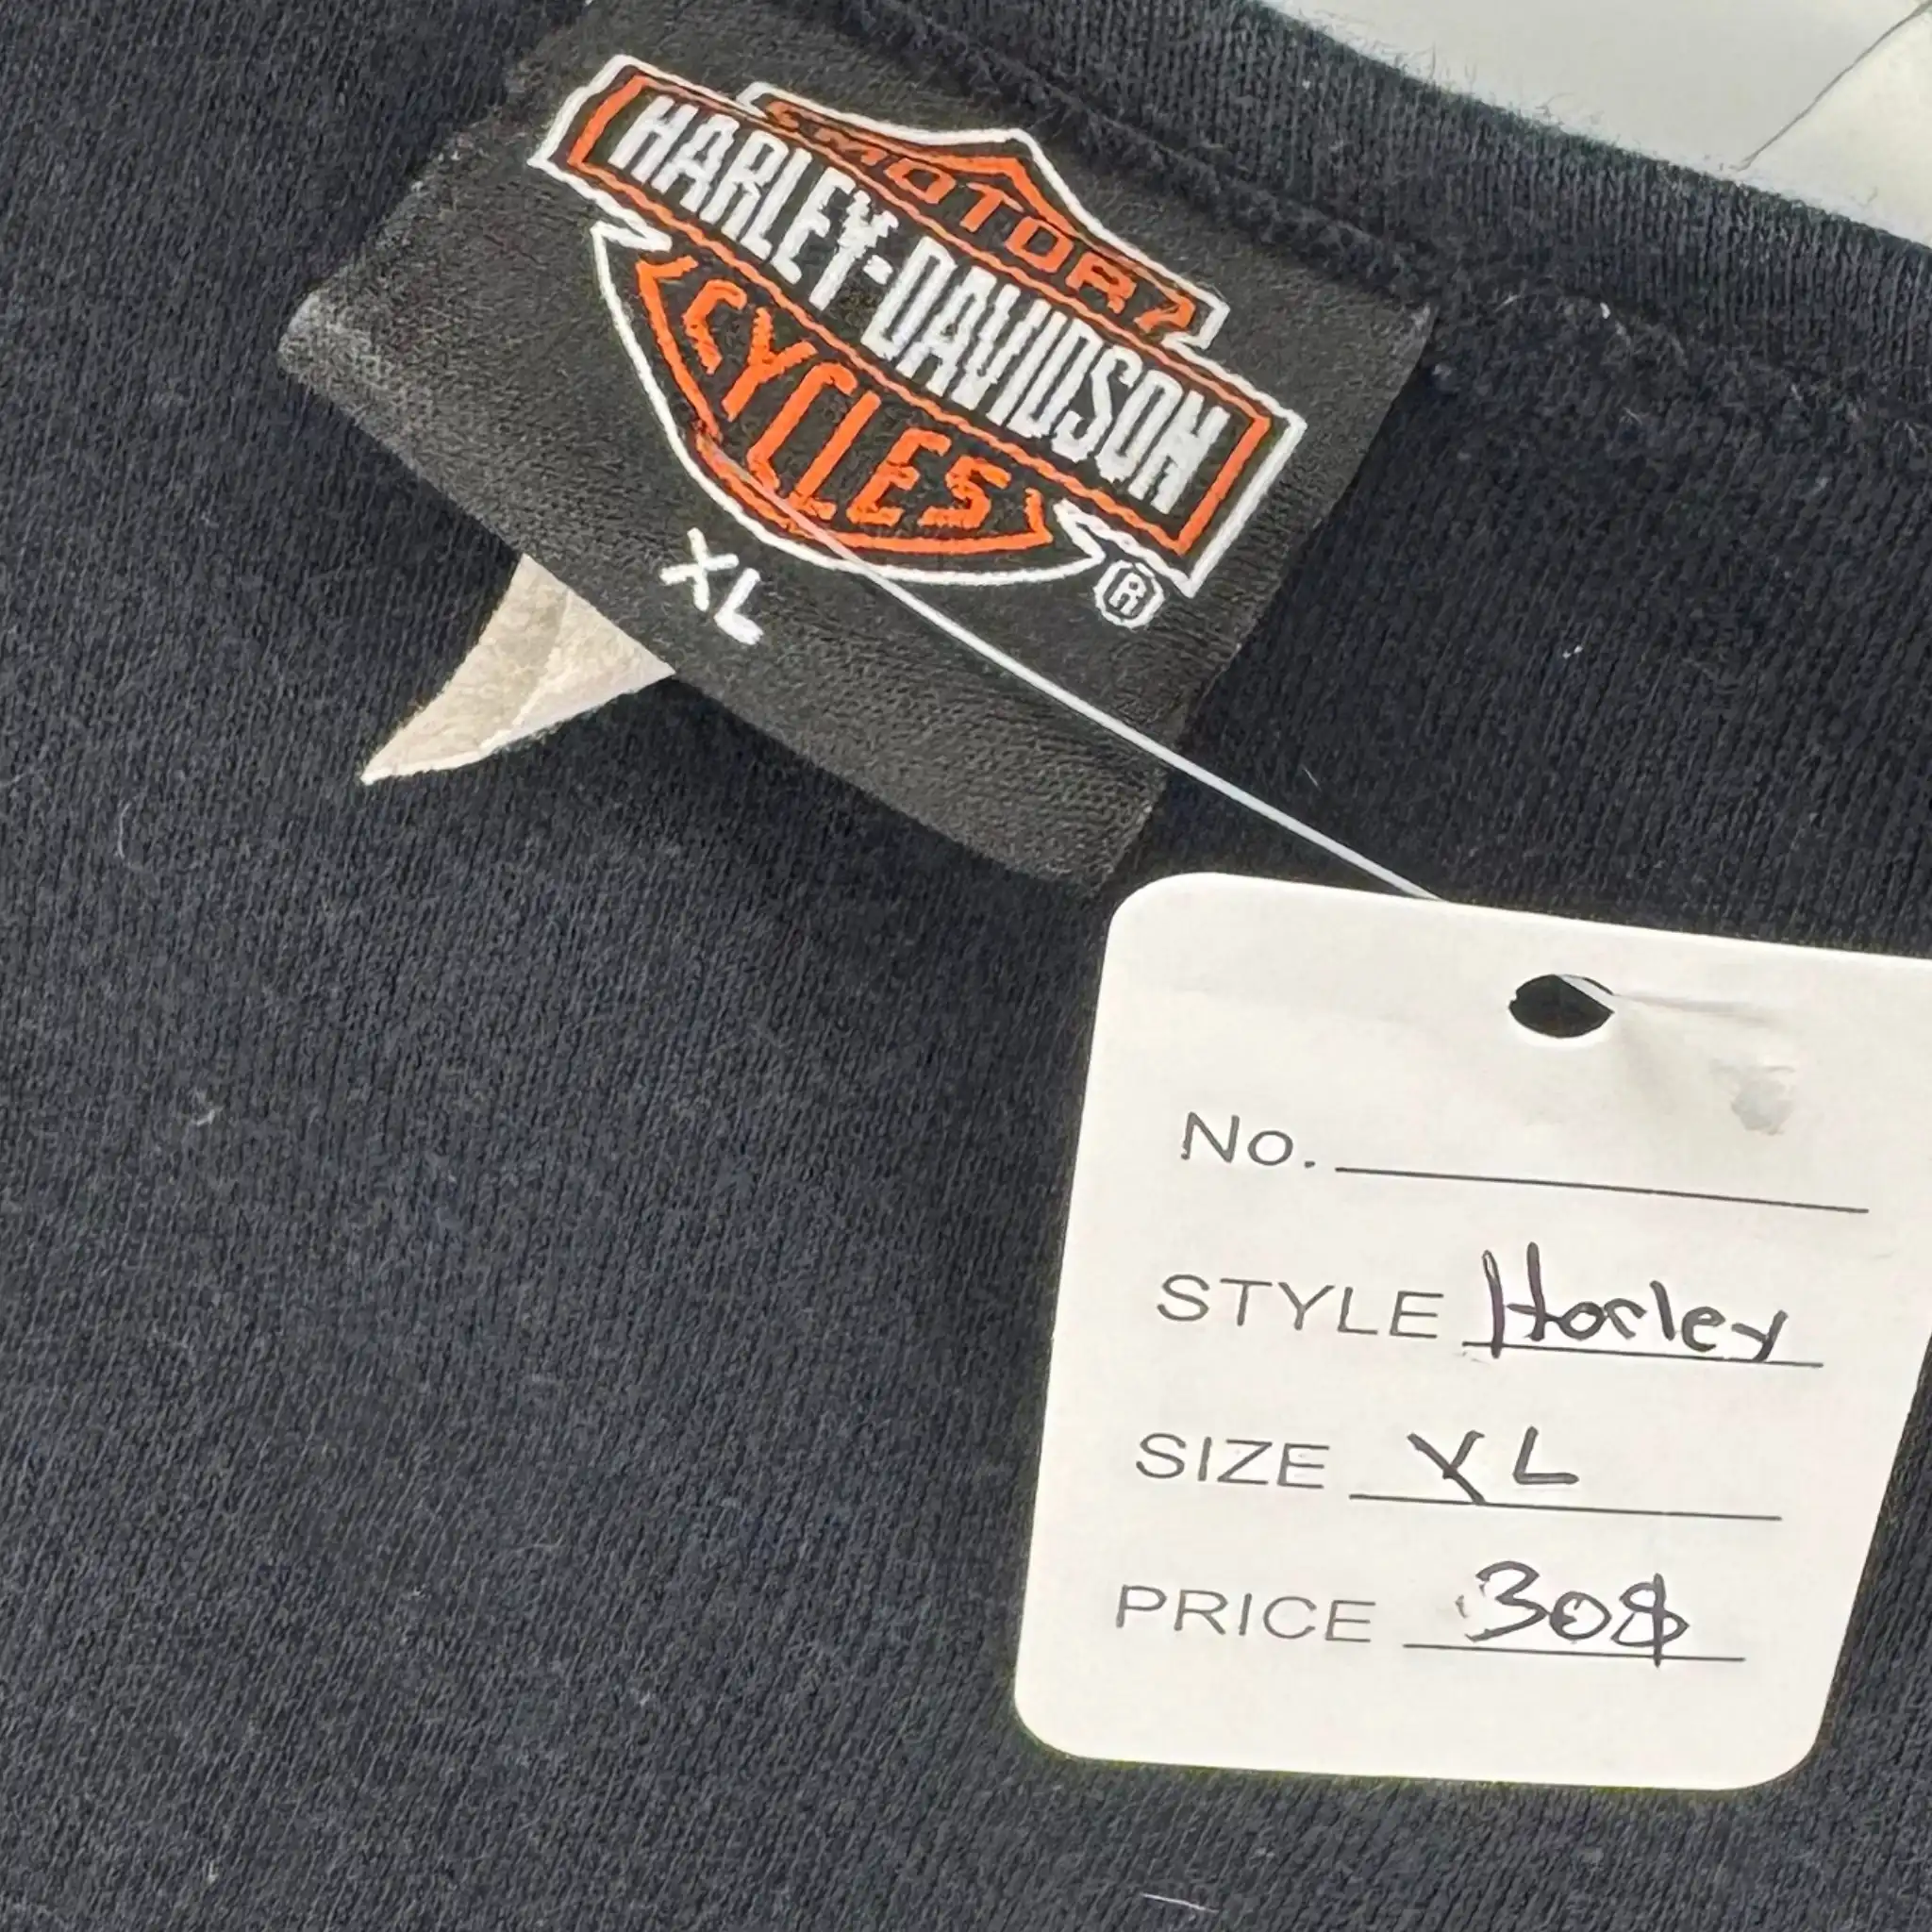 MOTOR
HARLEY-DAVIDSON
CYCLES
®
XL
No.
STYLE Harley
SIZE XL
PRICE 30$